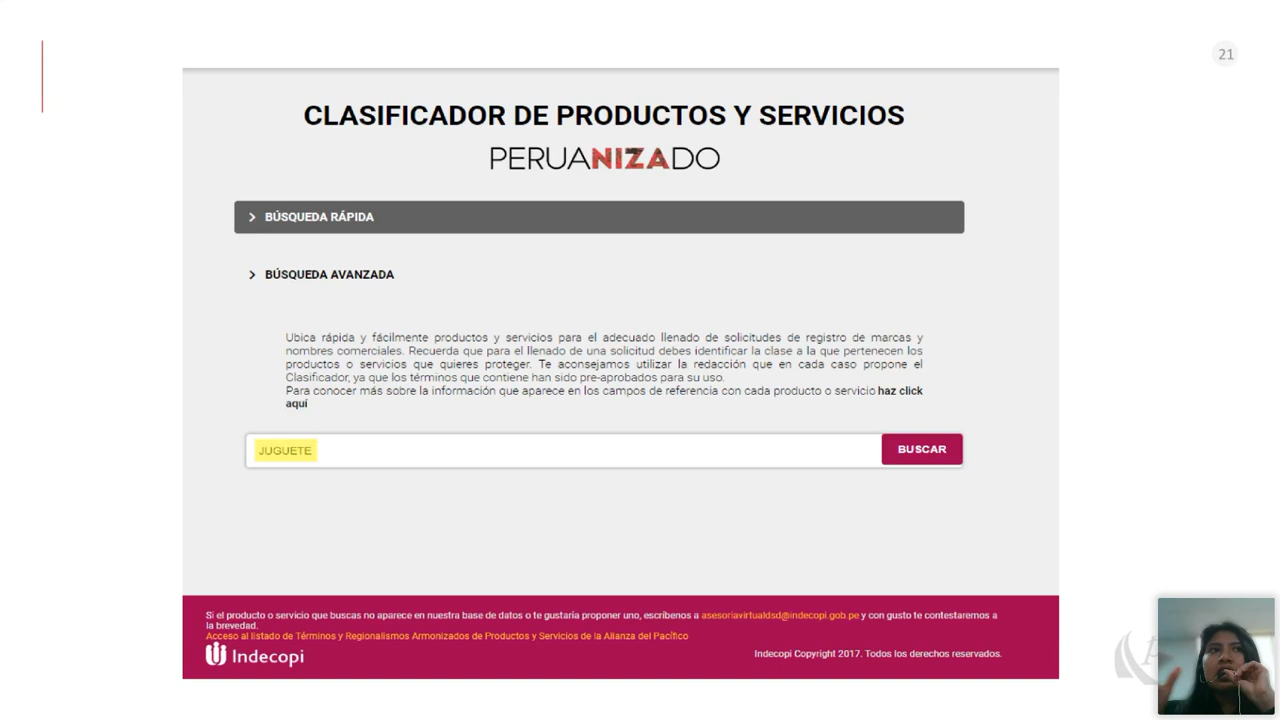 21
CLASIFICADOR DE PRODUCTOS Y SERVICIOS
PERUANIZADO
BÚSQUEDA RÁPIDA
BÚSQUEDA AVANZADA
Ubica rápida y fácilmente productos y servicios para el adecuado llenado de solicitudes de registro de marcas y
nombres comerciales. Recuerda que para el llenado de una solicitud debes identificar la clase a la que pertenecen los
productos o servicios que quieres proteger. Te aconsejamos utilizar la redacción que en cada caso propone el
Clasificador, ya que los términos que contiene han sido pre-aprobados para su uso.
Para conocer más sobre la información que aparece en los campos de referencia con cada producto o servicio haz click
aquí
JUGUETE
BUSCAR
Si el producto o servicio que buscas no aparece en nuestra base de datos o te gustaría proponer uno, escríbenos a asesoriavirtualdsd@indecopi.gob.pe y con gusto te contestaremos a
la brevedad.
Acceso al listado de Términos y Regionalismos Armonizados de Productos y Servicios de la Alianza del Pacífico
Indecopi
Indecopi Copyright 2017. Todos los derechos reservados.